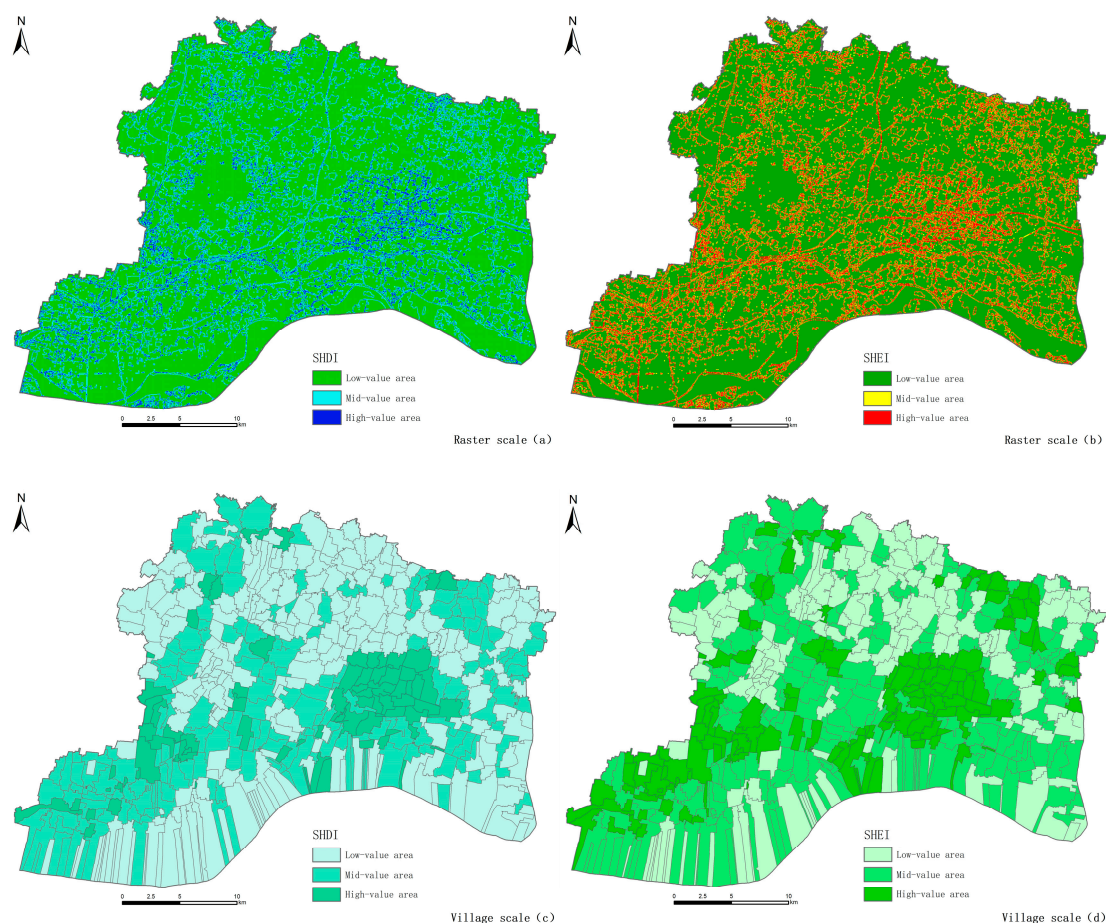 N
SHDI
Low-value area
Mid-value area
High-value area
0 2.5 5 10
km
Raster scale (a)
N
SHEI
Low-value area
Mid-value area
High-value area
0 2.5 5 10
km
Raster scale (b)
N
SHDI
Low-value area
Mid-value area
High-value area
0 2.5 5 10
km
Village scale (c)
N
SHEI
Low-value area
Mid-value area
High-value area
0 2.5 5 10
km
Village scale (d)